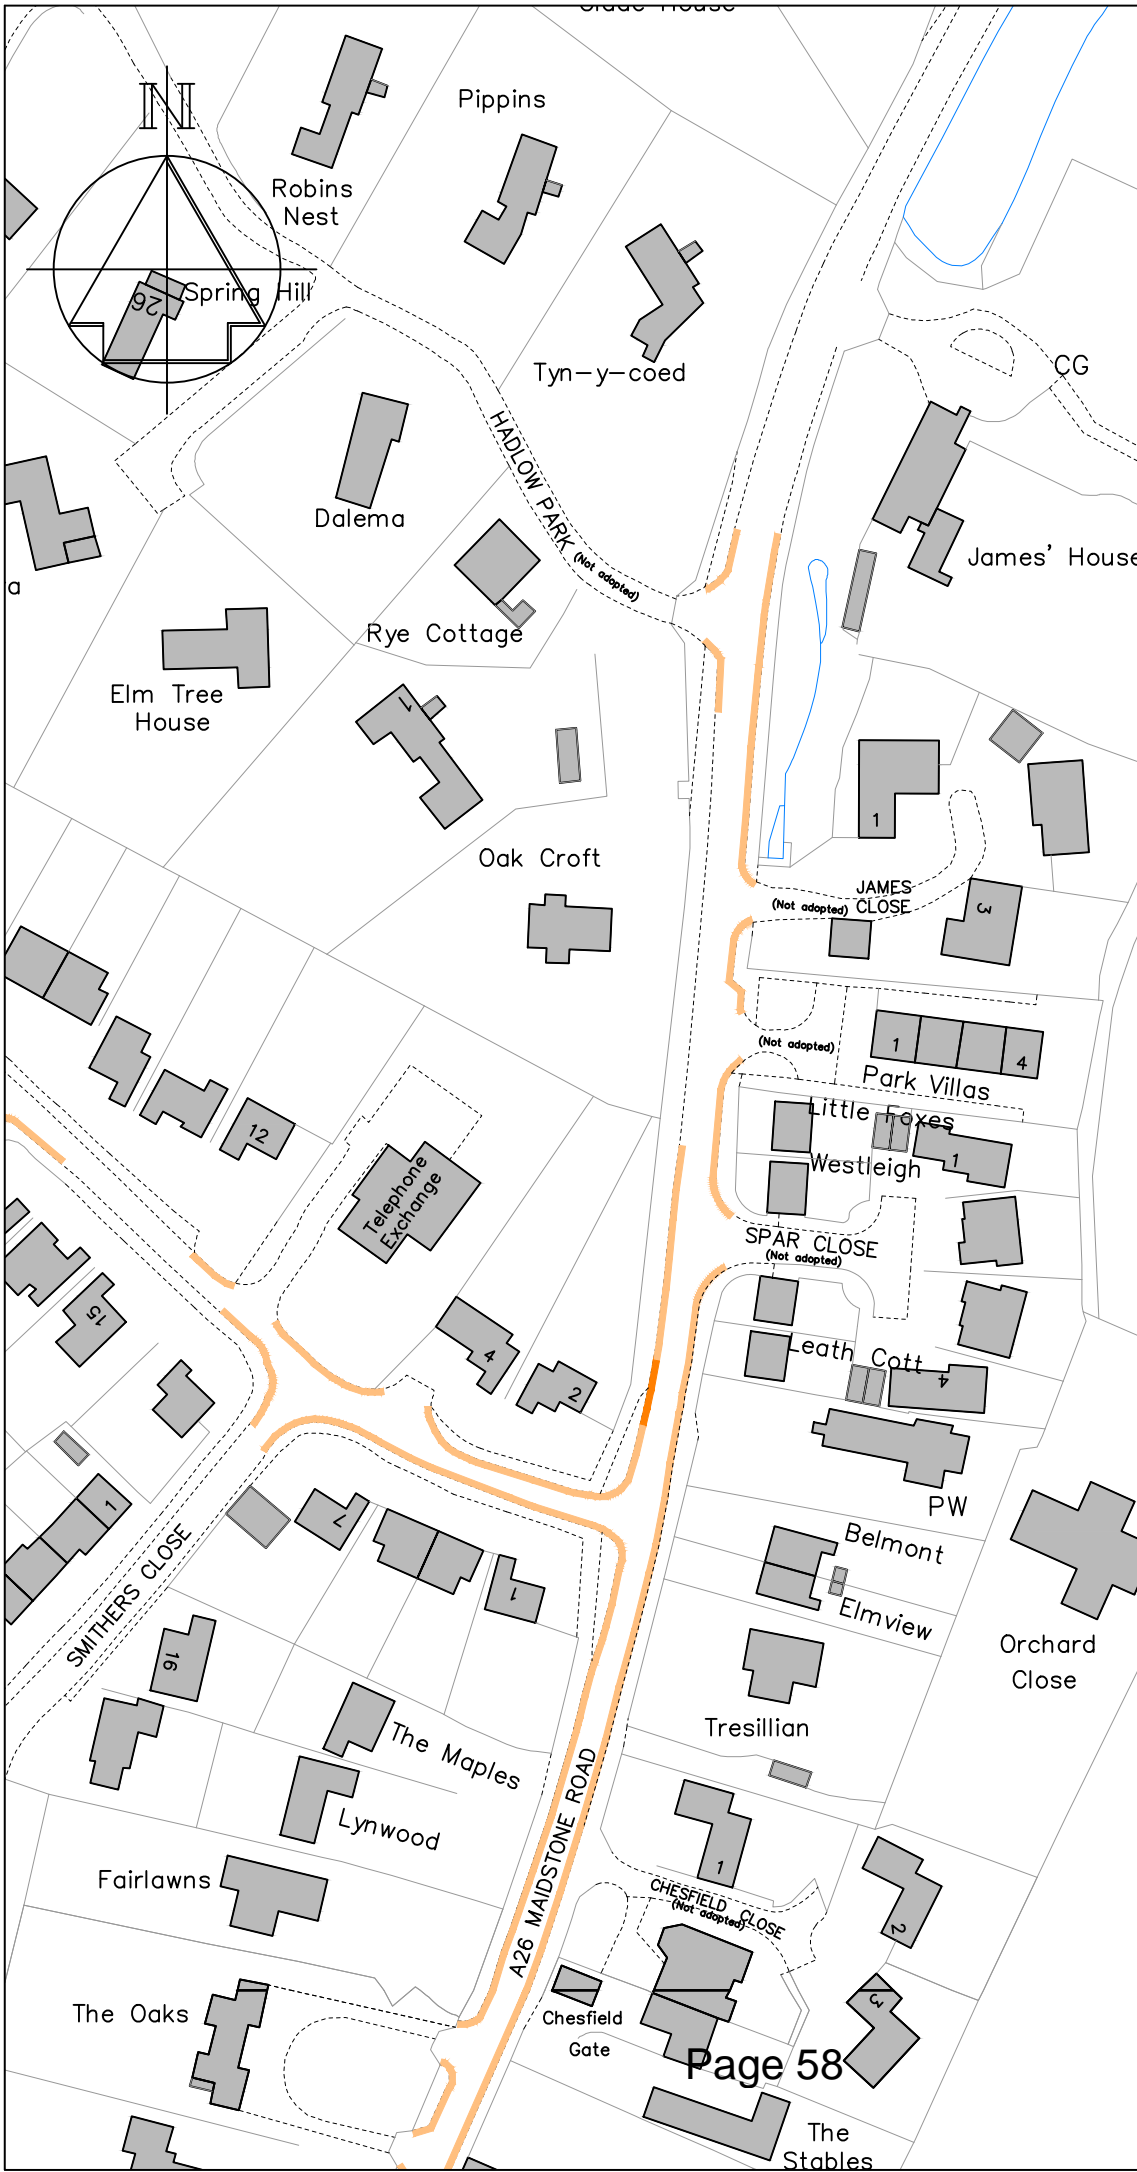 Pippins
N
Robins
Nest
26
Spring Hill
Tyn-y-coed
CG
HADLOW PARK (Not adopted)
Dalema
James' House
a
Rye Cottage
Elm Tree
House
1
1
Oak Croft
JAMES
CLOSE
(Not adopted)
3
(Not adopted)
1
4
Park Villas
Little Foxes
12
1
Westleigh
Telephone
Exchange
SPAR CLOSE
(Not adopted)
15
4
Leath Cott
4
2
1
7
PW
Belmont
SMITHERS CLOSE
1
Elmview
16
Orchard
Close
Tresillian
The Maples
Lynwood
A26 MAIDSTONE ROAD
1
Fairlawns
CHESFIELD CLOSE
(Not adopted)
2
The Oaks
3
Chesfield
Gate
Page 58
The
Stables